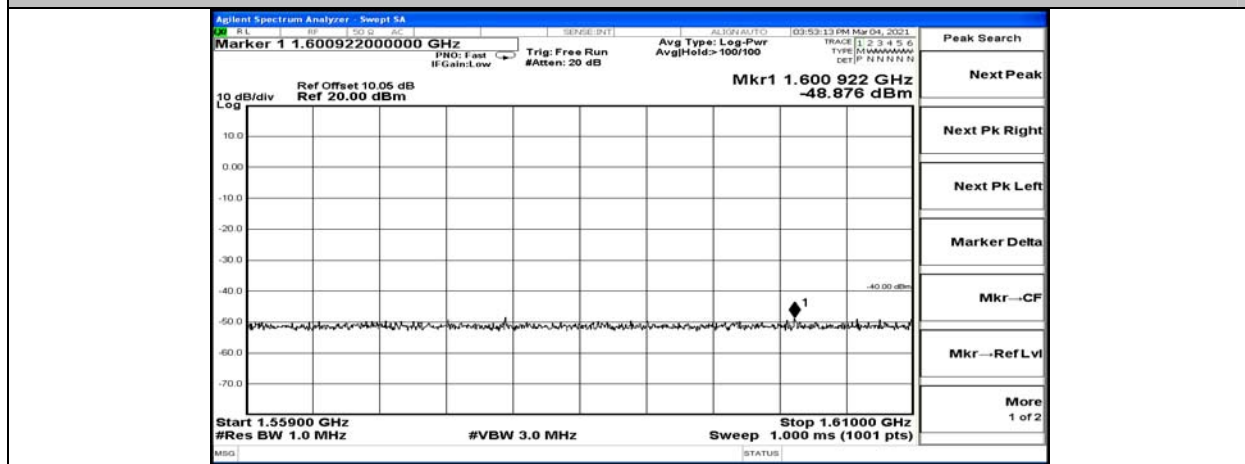 Agilent Spectrum Analyzer - Swept SA
RL RF 50 Ω AC SENSE:INT ALIGN AUTO 03:53:13 PM Mar 04, 2021
Marker 1 1.600922000000 GHz
PNO: Fast
IFGain:Low
Trig: Free Run
#Atten: 20 dB
Avg Type: Log-Pwr
Avg|Hold:>100/100
TRACE 1 2 3 4 5 6
TYPE MWWWWW
DET P N N N N N
Mkr1 1.600 922 GHz
-48.876 dBm
Ref Offset 10.05 dB
Ref 20.00 dBm
10 dB/div
Log
10.0
0.00
-10.0
-20.0
-30.0
-40.0
-50.0
-60.0
-70.0
-40.00 dBm
1
Start 1.55900 GHz
Stop 1.61000 GHz
#Res BW 1.0 MHz
#VBW 3.0 MHz
Sweep 1.000 ms (1001 pts)
MSG
STATUS
Peak Search
Next Peak
Next Pk Right
Next Pk Left
Marker Delta
Mkr→CF
Mkr→Ref Lvl
More
1 of 2